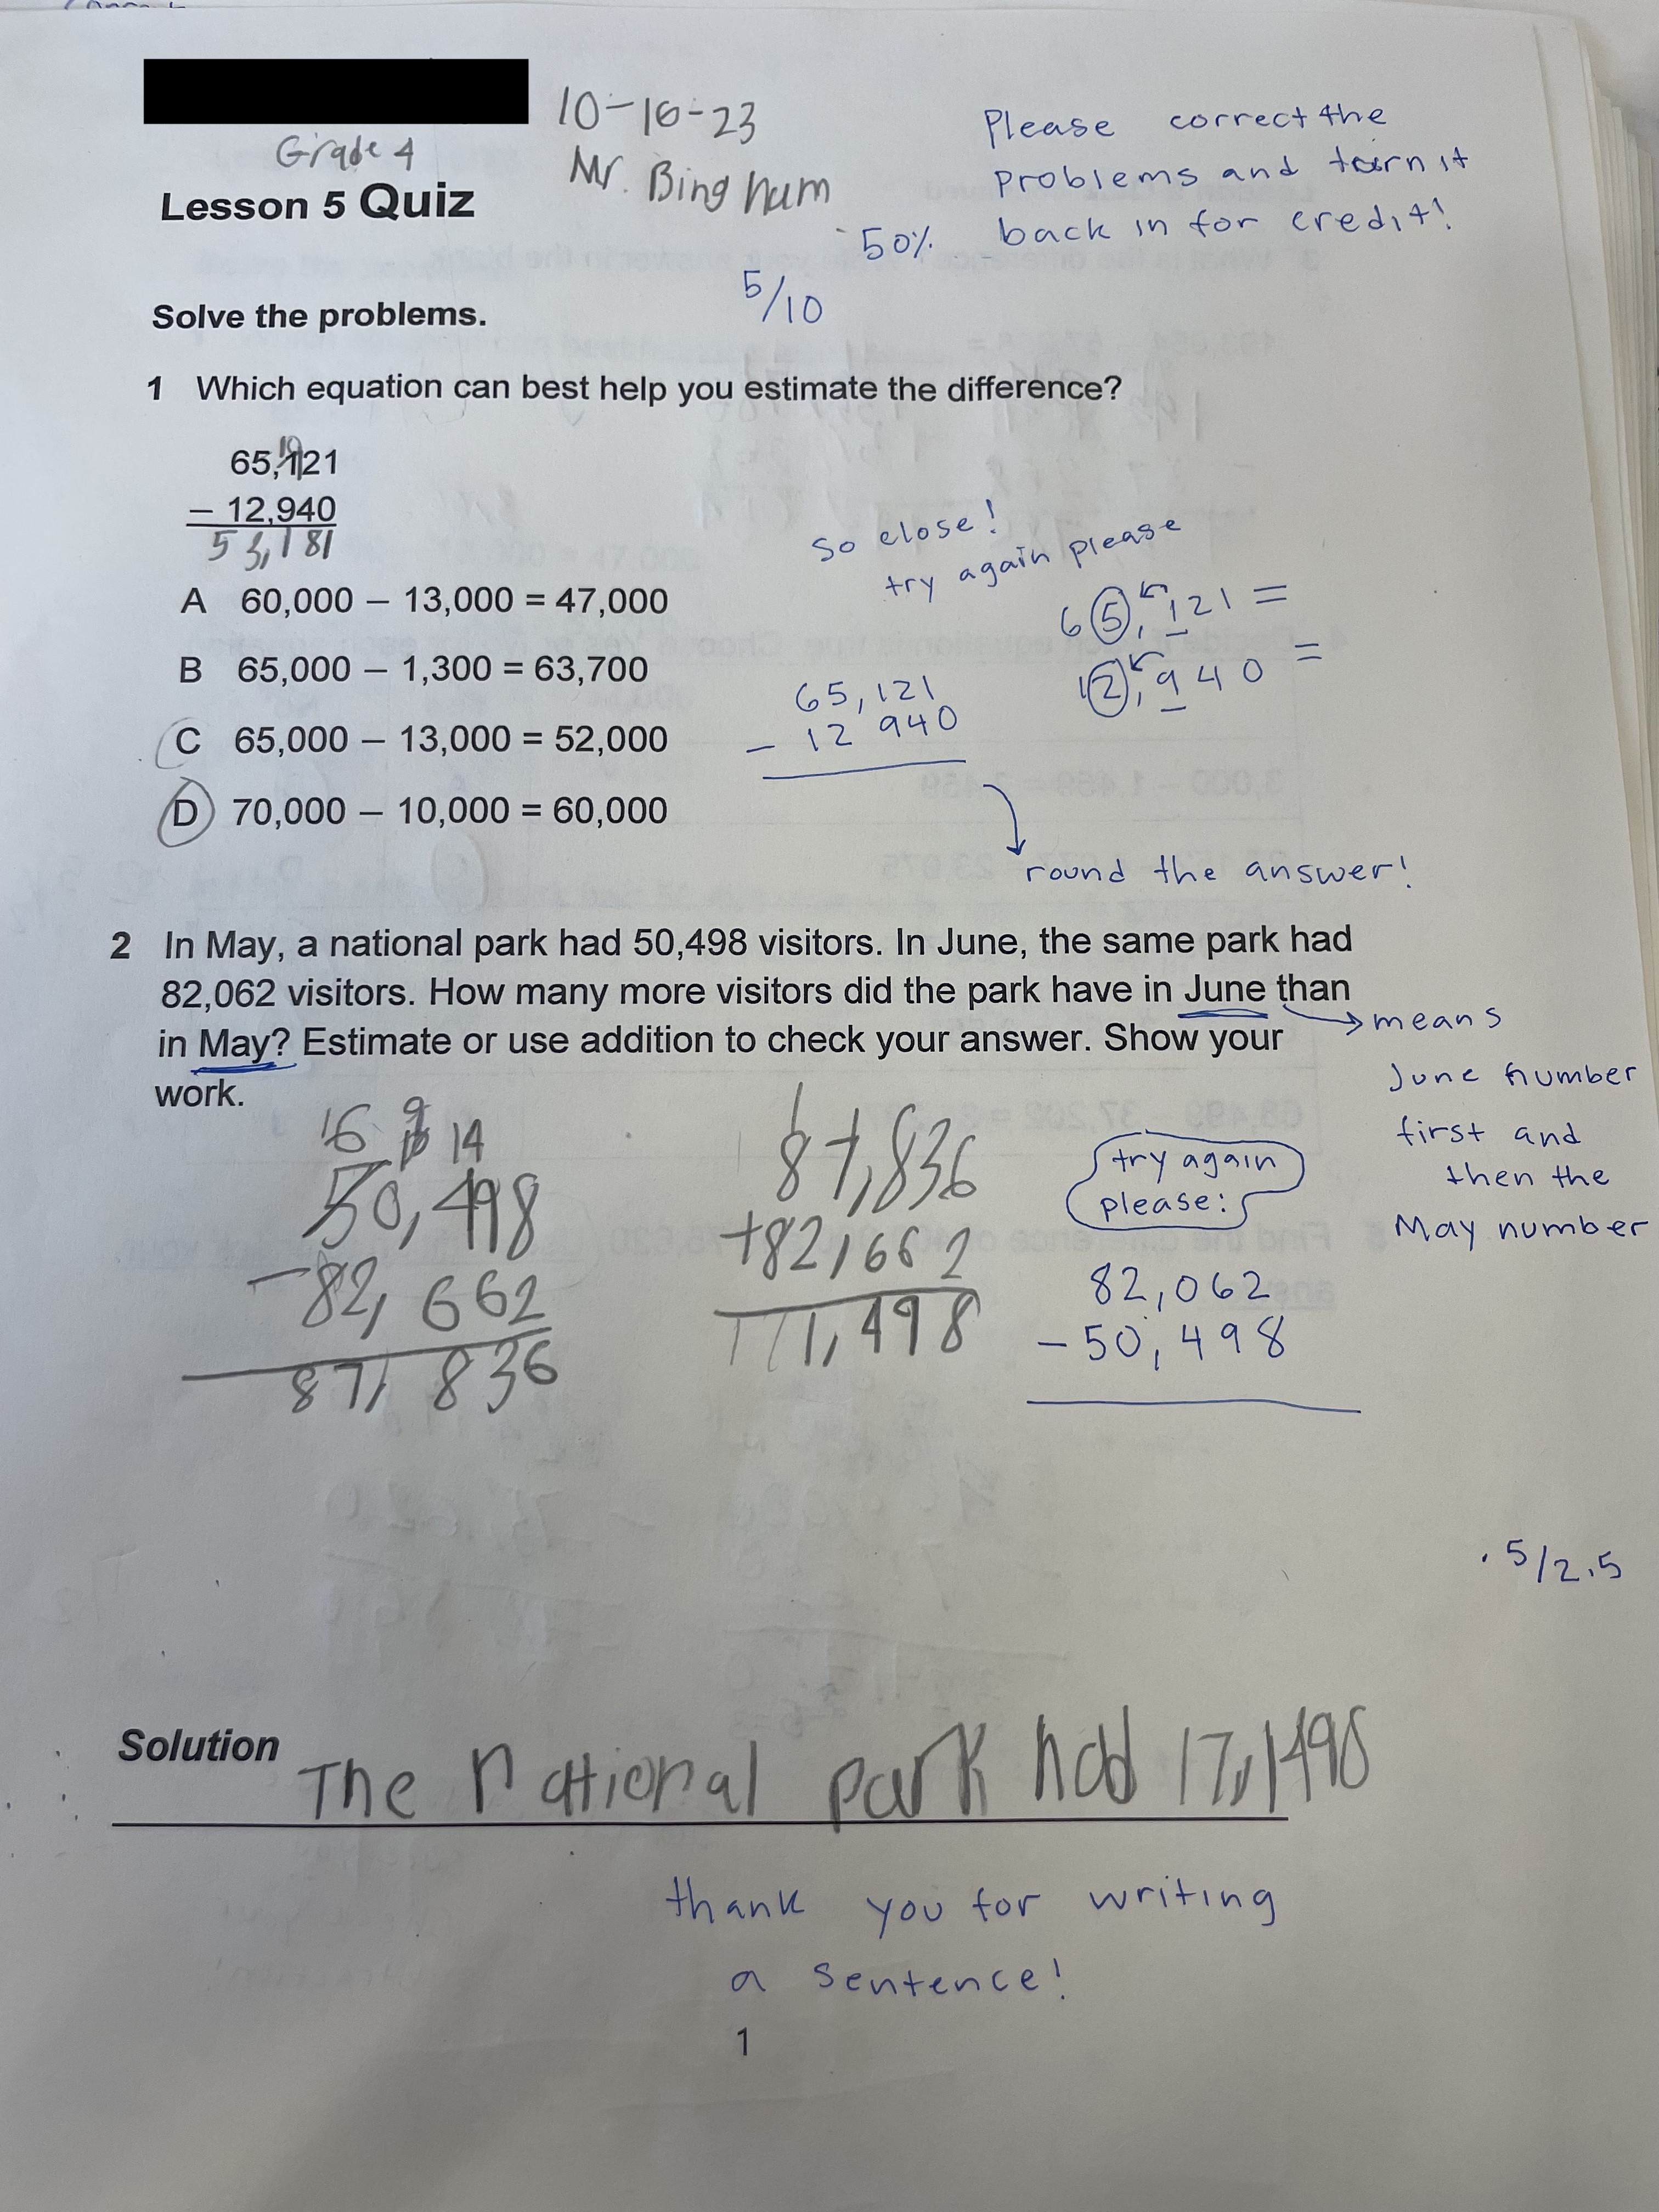 Grade 4
10-16-23
Mr. Bingham
Please correct the
problems and turn it
back in for credit!
50%
5/10
Lesson 5 Quiz
Solve the problems.
1 Which equation can best help you estimate the difference?
10
65,121
− 12,940
53,181
A 60,000 − 13,000 = 47,000
B 65,000 − 1,300 = 63,700
C 65,000 − 13,000 = 52,000
D 70,000 − 10,000 = 60,000
so close!
try again please
65,121 =
12,940 =
65,121
− 12 940
round the answer!
2 In May, a national park had 50,498 visitors. In June, the same park had
82,062 visitors. How many more visitors did the park have in June than
in May? Estimate or use addition to check your answer. Show your
work.
means
June number
first and
then the
May number
16 9 14
50,498
− 82,662
87,836
1
87,836
+82,662
171,498
try again
please:
82,062
− 50,498
.5/2.5
Solution The national park had 17,1498
thank you for writing
a sentence!
1